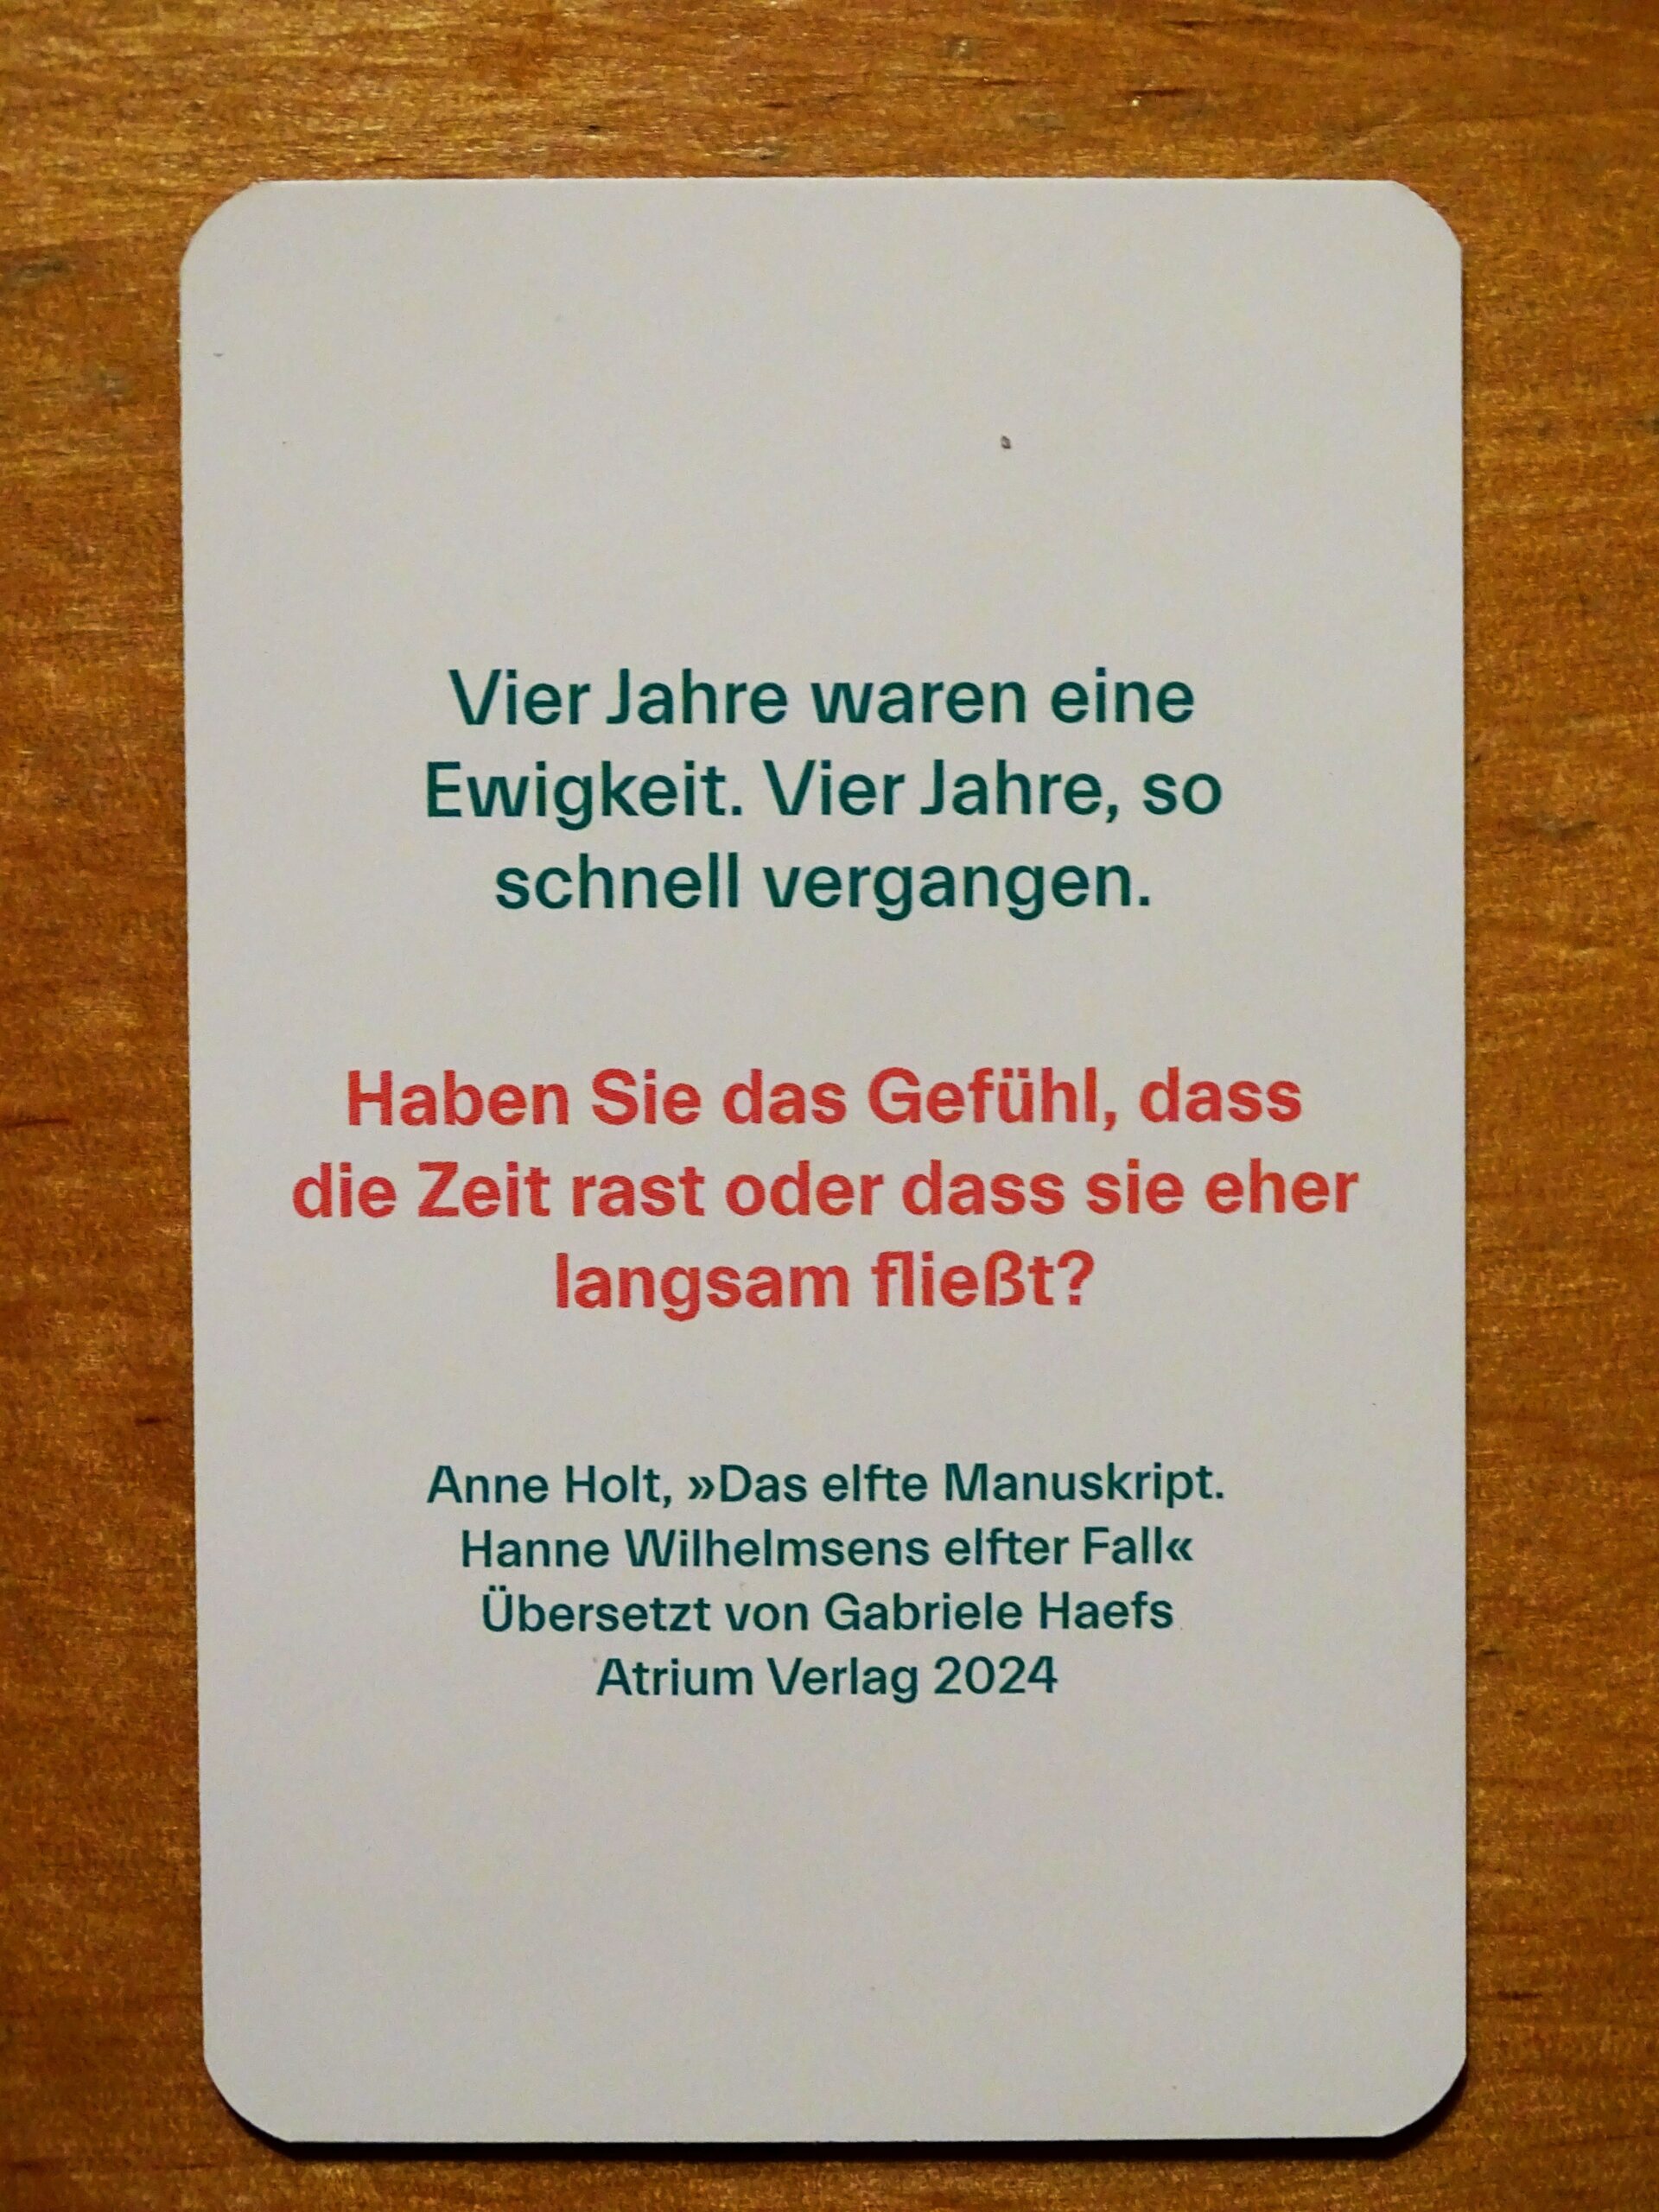 Vier Jahre waren eine
Ewigkeit. Vier Jahre, so
schnell vergangen.
Haben Sie das Gefühl, dass
die Zeit rast oder dass sie eher
langsam fließt?
Anne Holt, »Das elfte Manuskript.
Hanne Wilhelmsens elfter Fall«
Übersetzt von Gabriele Haefs
Atrium Verlag 2024